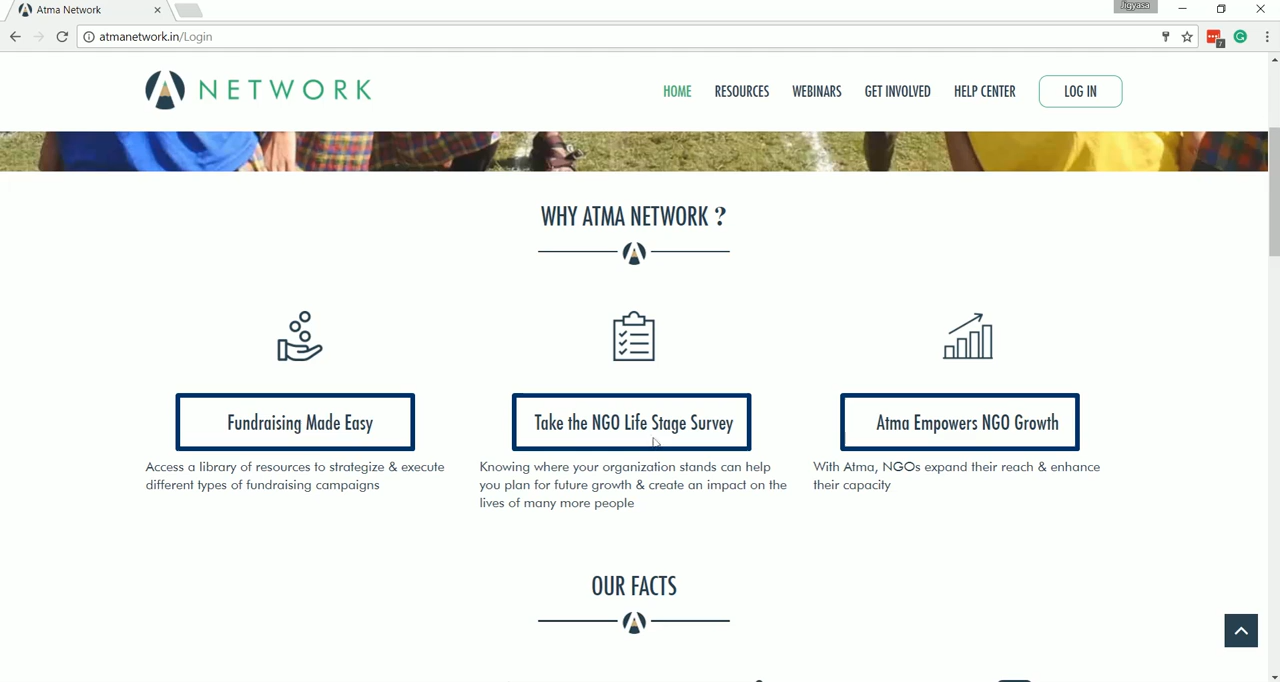 Atma Network
Jigyasa
atmanetwork.in/Login
7
NETWORK
HOME RESOURCES WEBINARS GET INVOLVED HELP CENTER LOG IN
WHY ATMA NETWORK ?
Fundraising Made Easy
Access a library of resources to strategize & execute
different types of fundraising campaigns
Take the NGO Life Stage Survey
Knowing where your organization stands can help
you plan for future growth & create an impact on the
lives of many more people
Atma Empowers NGO Growth
With Atma, NGOs expand their reach & enhance
their capacity
OUR FACTS